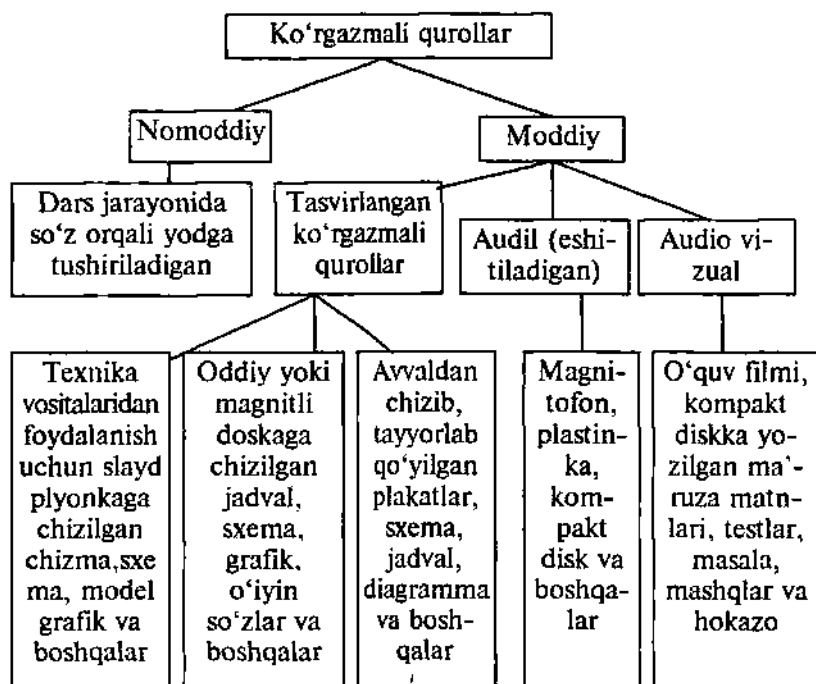 Ko‘rgazmali qurollar
Nomoddiy
Moddiy
Dars jarayonida
so‘z orqali yodga
tushiriladigan
Tasvirlangan
ko‘rgazmali
qurollar
Audil (eshi-
tiladigan)
Audio vi-
zual
Texnika
vositalaridan
foydalanish
uchun slayd
plyonkaga
chizilgan
chizma,sxe
ma, model
grafik va
boshqalar
Oddiy yoki
magnitli
doskaga
chizilgan
jadval,
sxema,
grafik,
o‘iyin
so‘zlar va
boshqalar
Avvaldan
chizib,
tayyorlab
qo‘yilgan
plakatlar,
sxema,
jadval,
diagramma
va bosh-
qalar
Magni-
tofon,
plastin-
ka,
kom-
pakt
disk va
boshqa-
lar
O‘quv filmi,
kompakt
diskka yo-
zilgan ma’-
ruza matn-
lari, testlar,
masala,
mashqlar va
hokazo